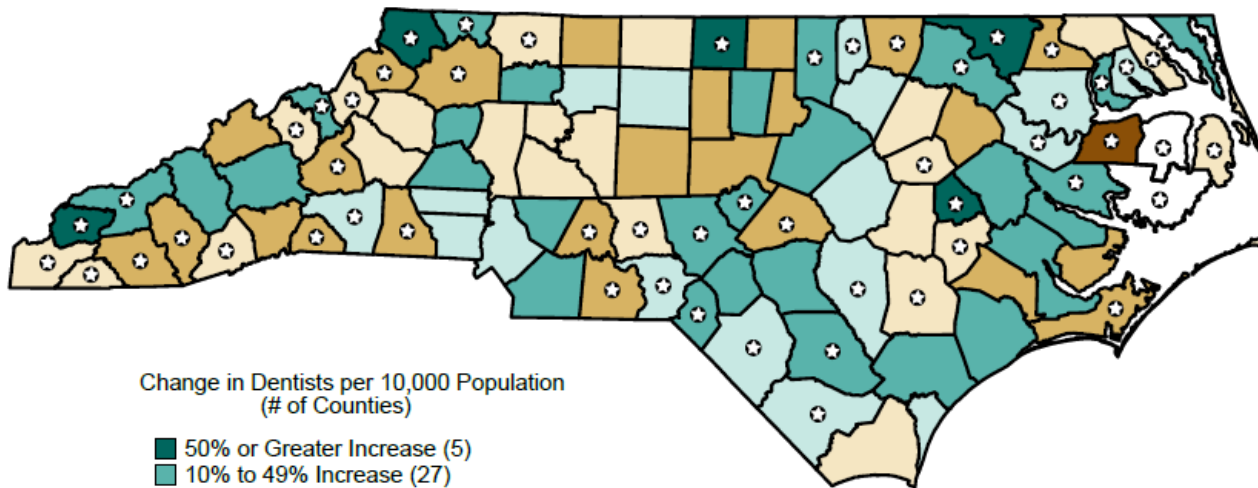 Change in Dentists per 10,000 Population
(# of Counties)
50% or Greater Increase (5)
10% to 49% Increase (27)